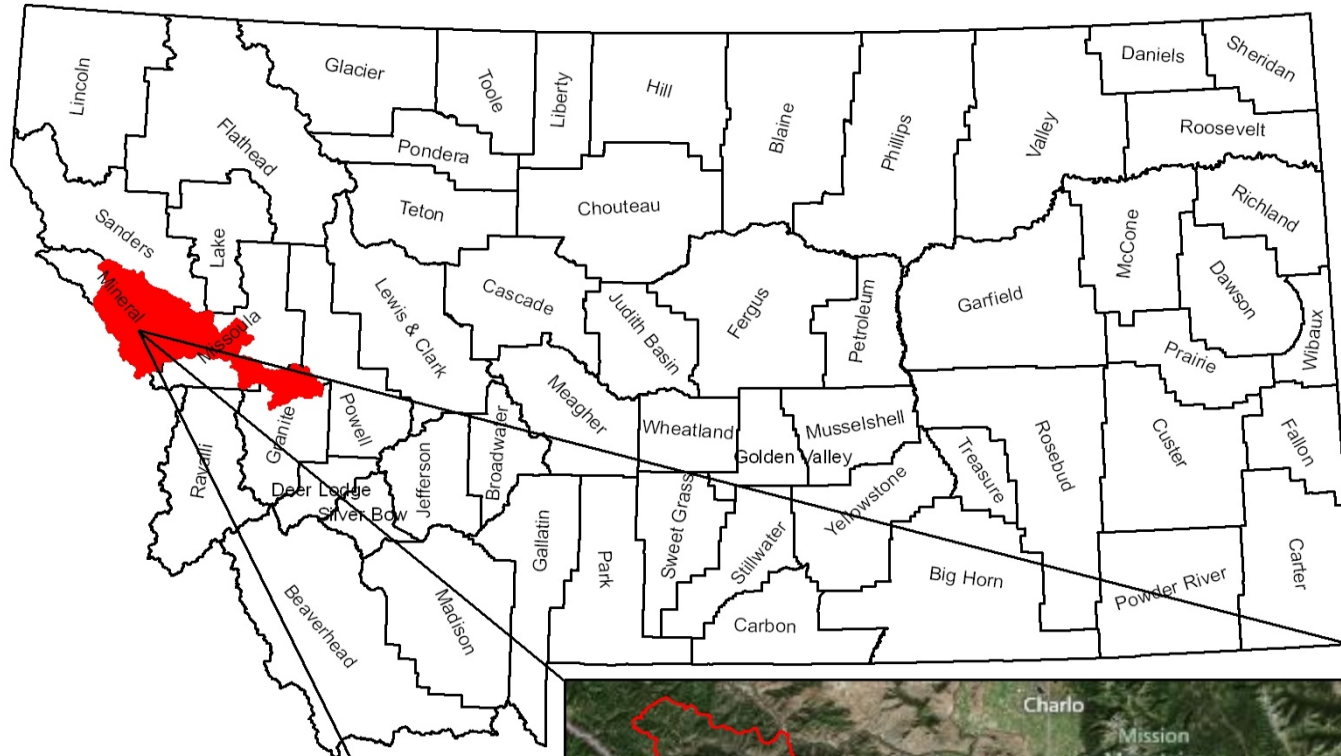 Lincoln
Flathead
Glacier
Toole
Liberty
Hill
Blaine
Phillips
Valley
Daniels
Sheridan
Roosevelt
Pondera
Teton
Chouteau
Richland
McCone
Dawson
Sanders
Lake
Mineral
Missoula
Lewis & Clark
Cascade
Judith Basin
Fergus
Petroleum
Garfield
Prairie
Wibaux
Ravalli
Granite
Powell
Jefferson
Broadwater
Meagher
Wheatland
Golden Valley
Musselshell
Treasure
Rosebud
Custer
Fallon
Deer Lodge
Silver Bow
Gallatin
Park
Sweet Grass
Stillwater
Yellowstone
Big Horn
Powder River
Carter
Beaverhead
Madison
Carbon
Charlo
Mission